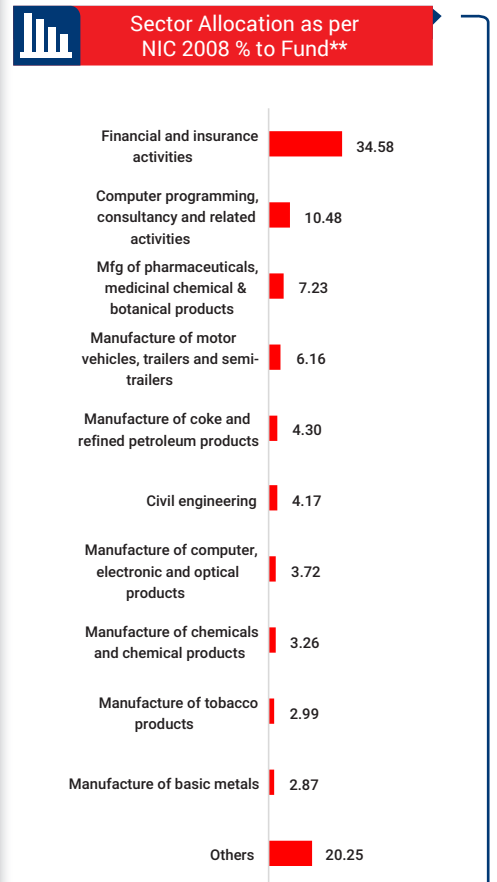 Sector Allocation as per
NIC 2008 % to Fund**
Financial and insurance
activities
34.58
Computer programming,
consultancy and related
activities
10.48
Mfg of pharmaceuticals,
medicinal chemical &
botanical products
7.23
Manufacture of motor
vehicles, trailers and semi-
trailers
6.16
Manufacture of coke and
refined petroleum products
4.30
Civil engineering
4.17
Manufacture of computer,
electronic and optical
products
3.72
Manufacture of chemicals
and chemical products
3.26
Manufacture of tobacco
products
2.99
Manufacture of basic metals
2.87
Others
20.25